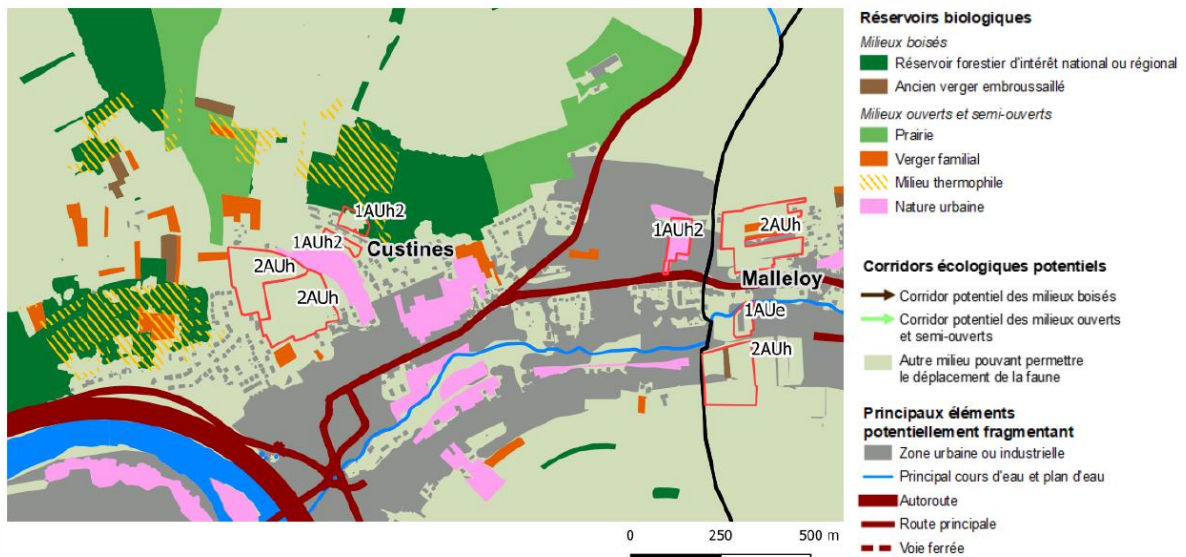 1AUh2
1AUh2
Custines
2AUh
2AUh
1AUh2
2AUh
Malleloy
1AUe
2AUh
0 250 500 m
Réservoirs biologiques
Milieux boisés
Réservoir forestier d'intérêt national ou régional
Ancien verger embroussaillé
Milieux ouverts et semi-ouverts
Prairie
Verger familial
Milieu thermophile
Nature urbaine
Corridors écologiques potentiels
Corridor potentiel des milieux boisés
Corridor potentiel des milieux ouverts
et semi-ouverts
Autre milieu pouvant permettre
le déplacement de la faune
Principaux éléments
potentiellement fragmentant
Zone urbaine ou industrielle
Principal cours d'eau et plan d'eau
Autoroute
Route principale
Voie ferrée